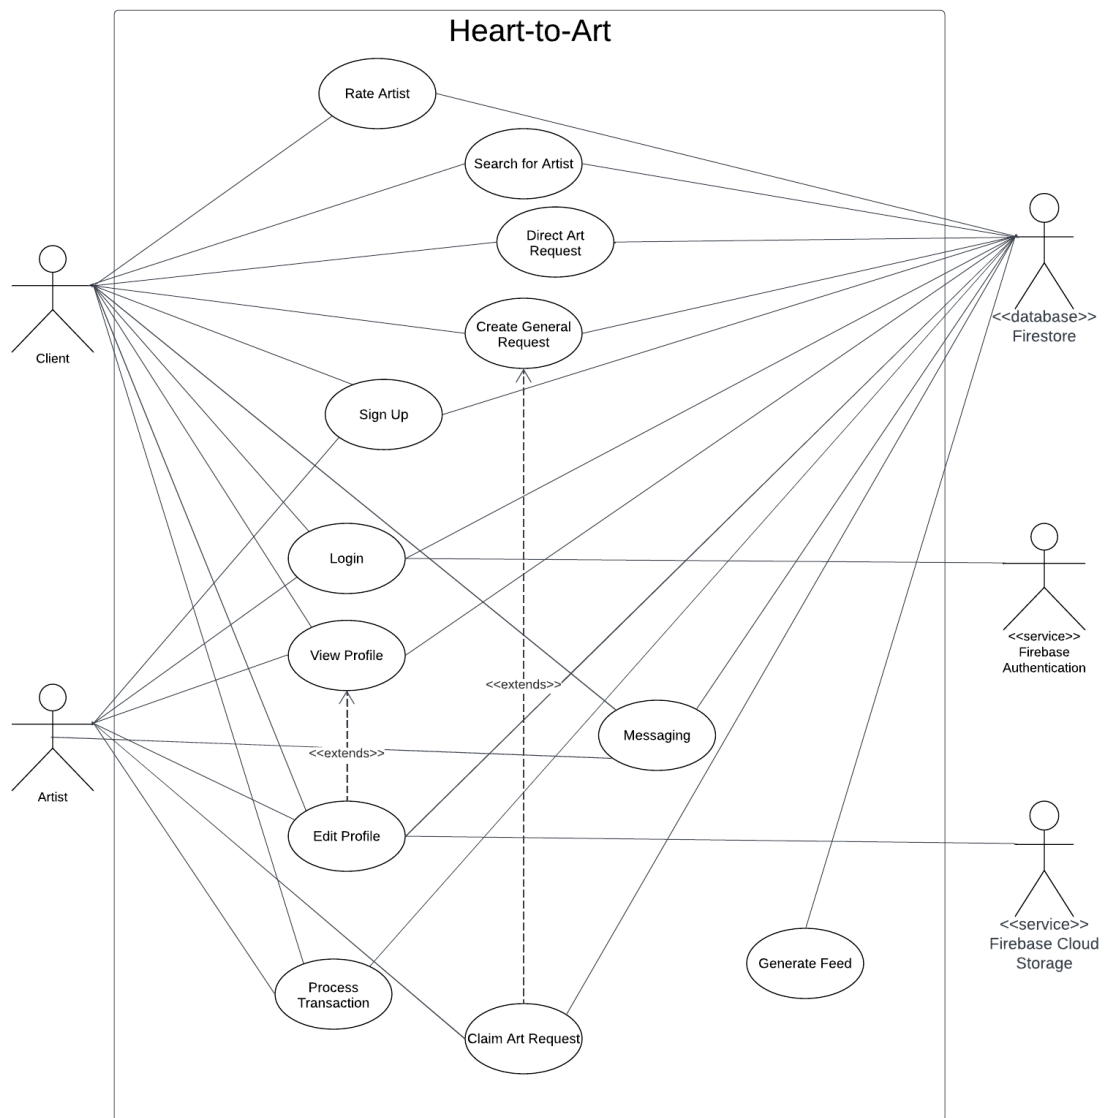 Heart-to-Art
Rate Artist
Search for Artist
Direct Art
Request
Create General
Request
<<database>>
Firestore
Client
Sign Up
Login
<<service>>
Firebase
Authentication
View Profile
<<extends>>
Messaging
<<extends>>
Artist
Edit Profile
<<service>>
Firebase Cloud
Storage
Generate Feed
Process
Transaction
Claim Art Request